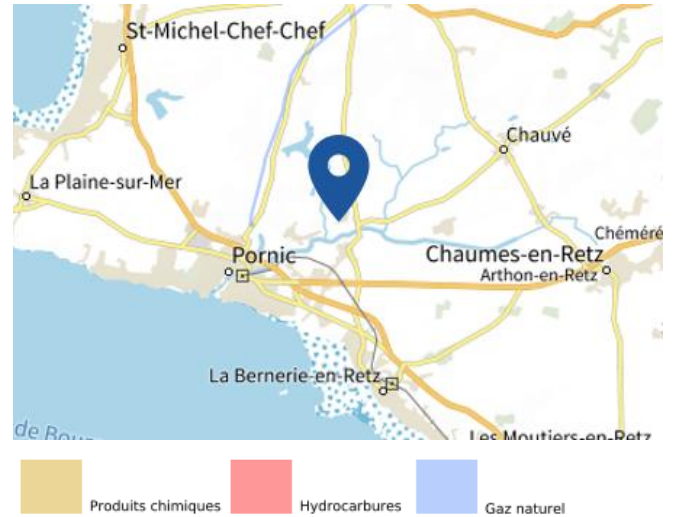 St-Michel-Chef-Chef
Chauvé
La Plaine-sur-Mer
Chéméré
Pornic
Chaumes-en-Retz
Arthon-en-Retz
La Bernerie-en-Retz
de Bou
Les Moutiers-en-Retz
Produits chimiques
Hydrocarbures
Gaz naturel